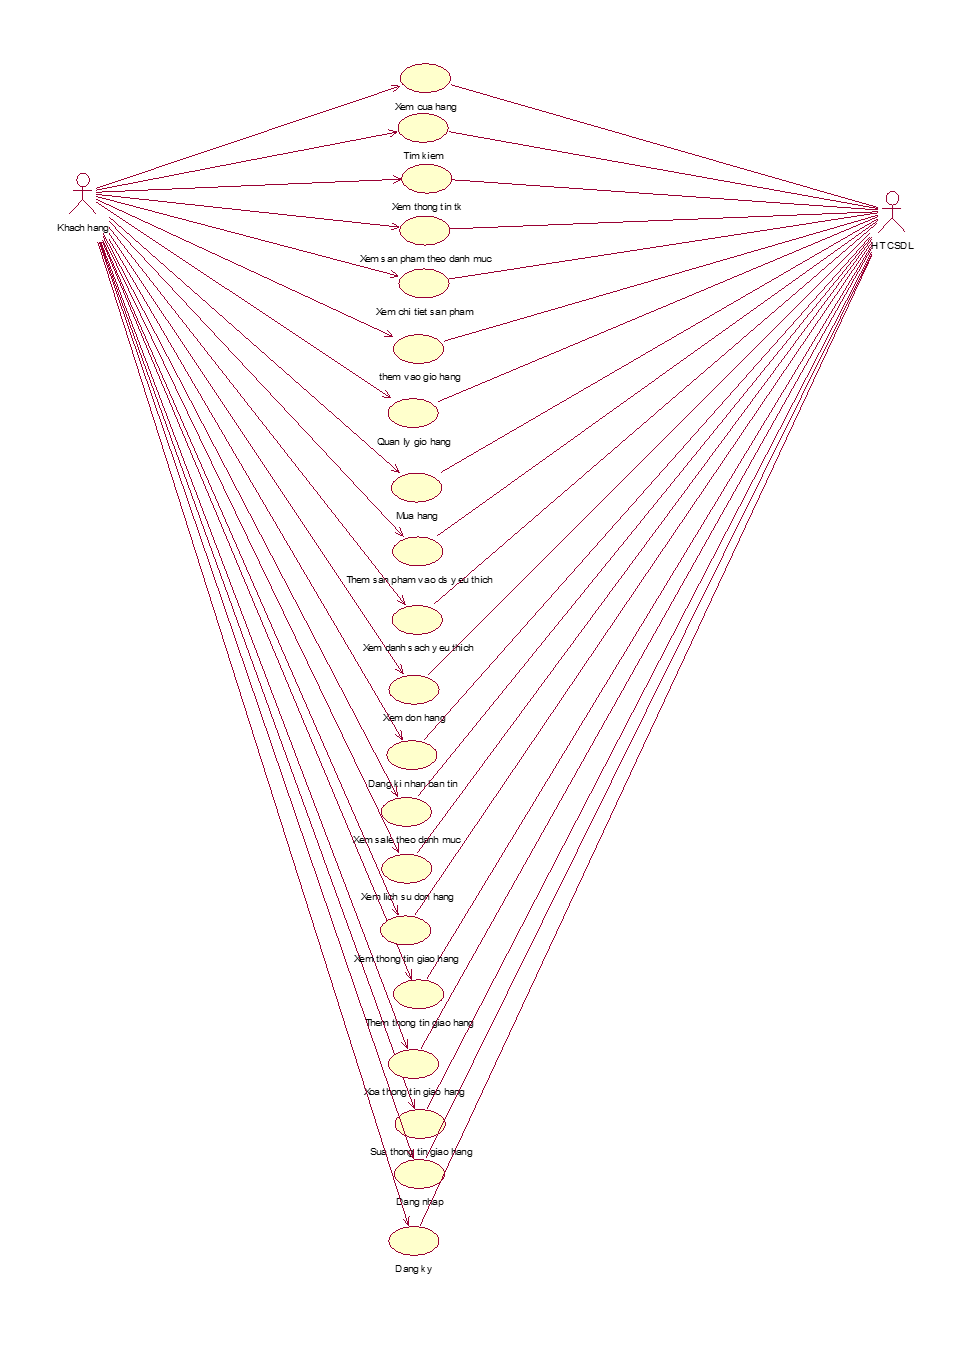 Xem cua hang
Tim kiem
Xem thong tin tk
Khach hang
Xem san pham theo danh muc
HTCSDL
Xem chi tiet san pham
them vao gio hang
Quan ly gio hang
Mua hang
Them san pham vao ds yeu thich
Xem danh sach yeu thich
Xem don hang
Dang ki nhan ban tin
Xem sale theo danh muc
Xem lich su don hang
Xem thong tin giao hang
Them thong tin giao hang
Xoa thong tin giao hang
Sua thong tin giao hang
Dang nhap
Dang ky